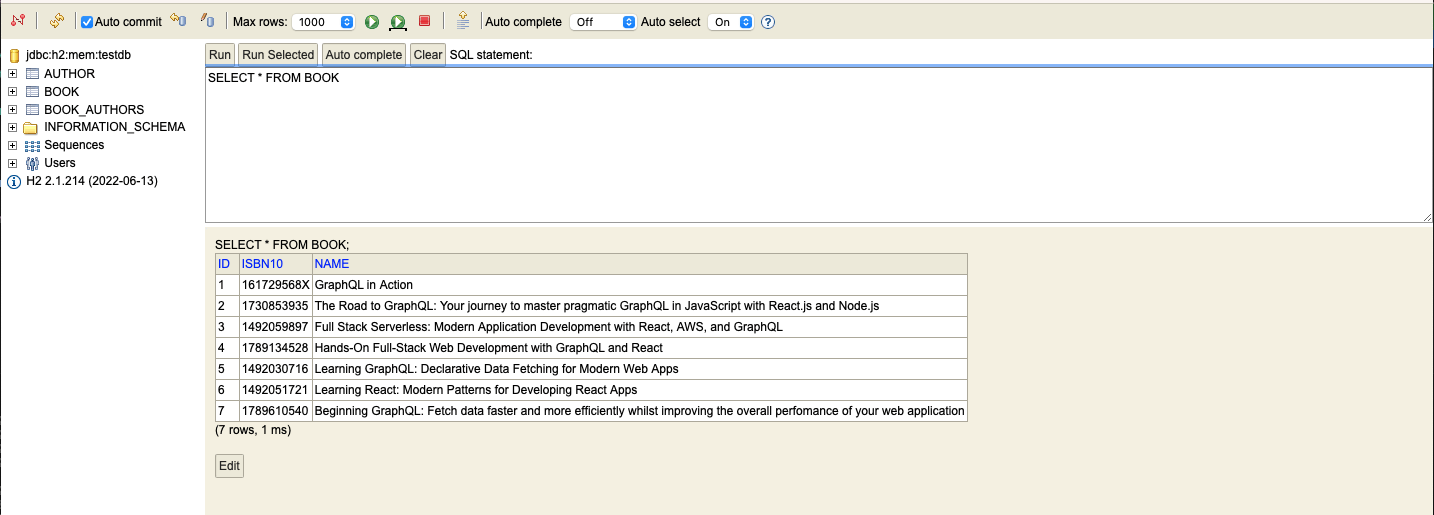 Auto commit Max rows: 1000 Auto complete Off Auto select On ?
jdbc:h2:mem:testdb
AUTHOR
BOOK
BOOK_AUTHORS
INFORMATION_SCHEMA
Sequences
Users
H2 2.1.214 (2022-06-13)
Run Run Selected Auto complete Clear SQL statement:
SELECT * FROM BOOK
SELECT * FROM BOOK;
ID ISBN10 NAME
1 161729568X GraphQL in Action
2 1730853935 The Road to GraphQL: Your journey to master pragmatic GraphQL in JavaScript with React.js and Node.js
3 1492059897 Full Stack Serverless: Modern Application Development with React, AWS, and GraphQL
4 1789134528 Hands-On Full-Stack Web Development with GraphQL and React
5 1492030716 Learning GraphQL: Declarative Data Fetching for Modern Web Apps
6 1492051721 Learning React: Modern Patterns for Developing React Apps
7 1789610540 Beginning GraphQL: Fetch data faster and more efficiently whilst improving the overall perfomance of your web application
(7 rows, 1 ms)
Edit